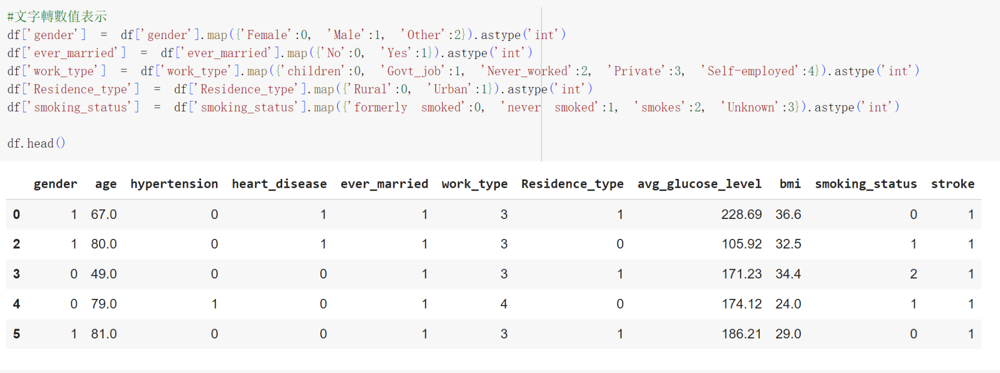 #文字轉數值表示
df['gender'] = df['gender'].map({'Female':0, 'Male':1, 'Other':2}).astype('int')
df['ever_married'] = df['ever_married'].map({'No':0, 'Yes':1}).astype('int')
df['work_type'] = df['work_type'].map({'children':0, 'Govt_job':1, 'Never_worked':2, 'Private':3, 'Self-employed':4}).astype('int')
df['Residence_type'] = df['Residence_type'].map({'Rural':0, 'Urban':1}).astype('int')
df['smoking_status'] = df['smoking_status'].map({'formerly smoked':0, 'never smoked':1, 'smokes':2, 'Unknown':3}).astype('int')
df.head()
gender age hypertension heart_disease ever_married work_type Residence_type avg_glucose_level bmi smoking_status stroke
0 1 67.0 0 1 1 3 1 228.69 36.6 0 1
2 1 80.0 0 1 1 3 0 105.92 32.5 1 1
3 0 49.0 0 0 1 3 1 171.23 34.4 2 1
4 0 79.0 1 0 1 4 0 174.12 24.0 1 1
5 1 81.0 0 0 1 3 1 186.21 29.0 0 1